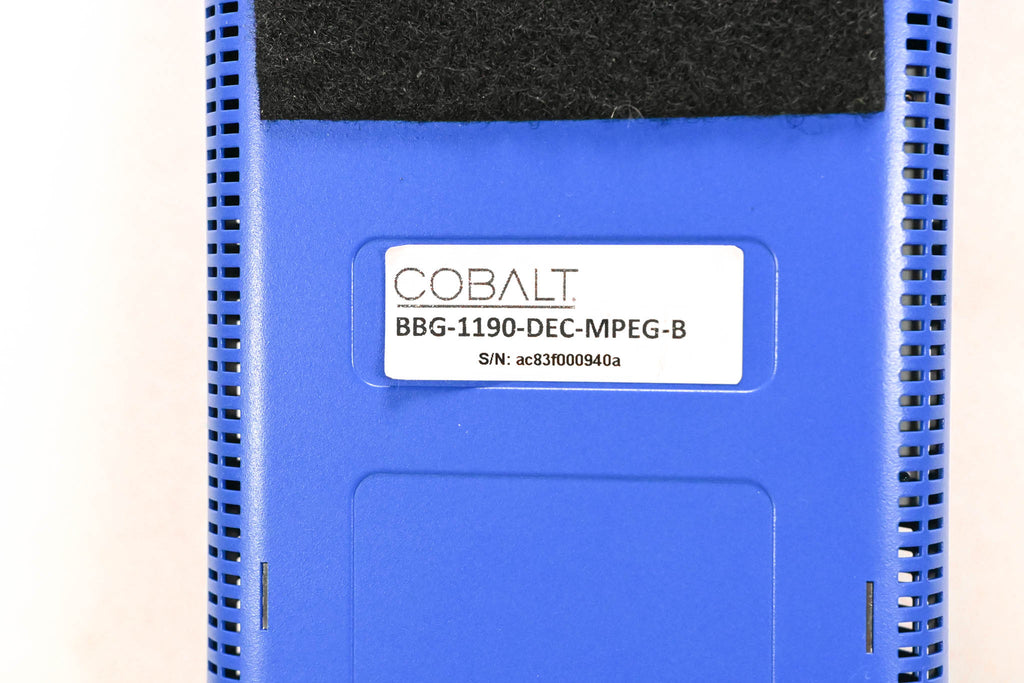 COBALT
BBG-1190-DEC-MPEG-B
S/N: ac83f000940a